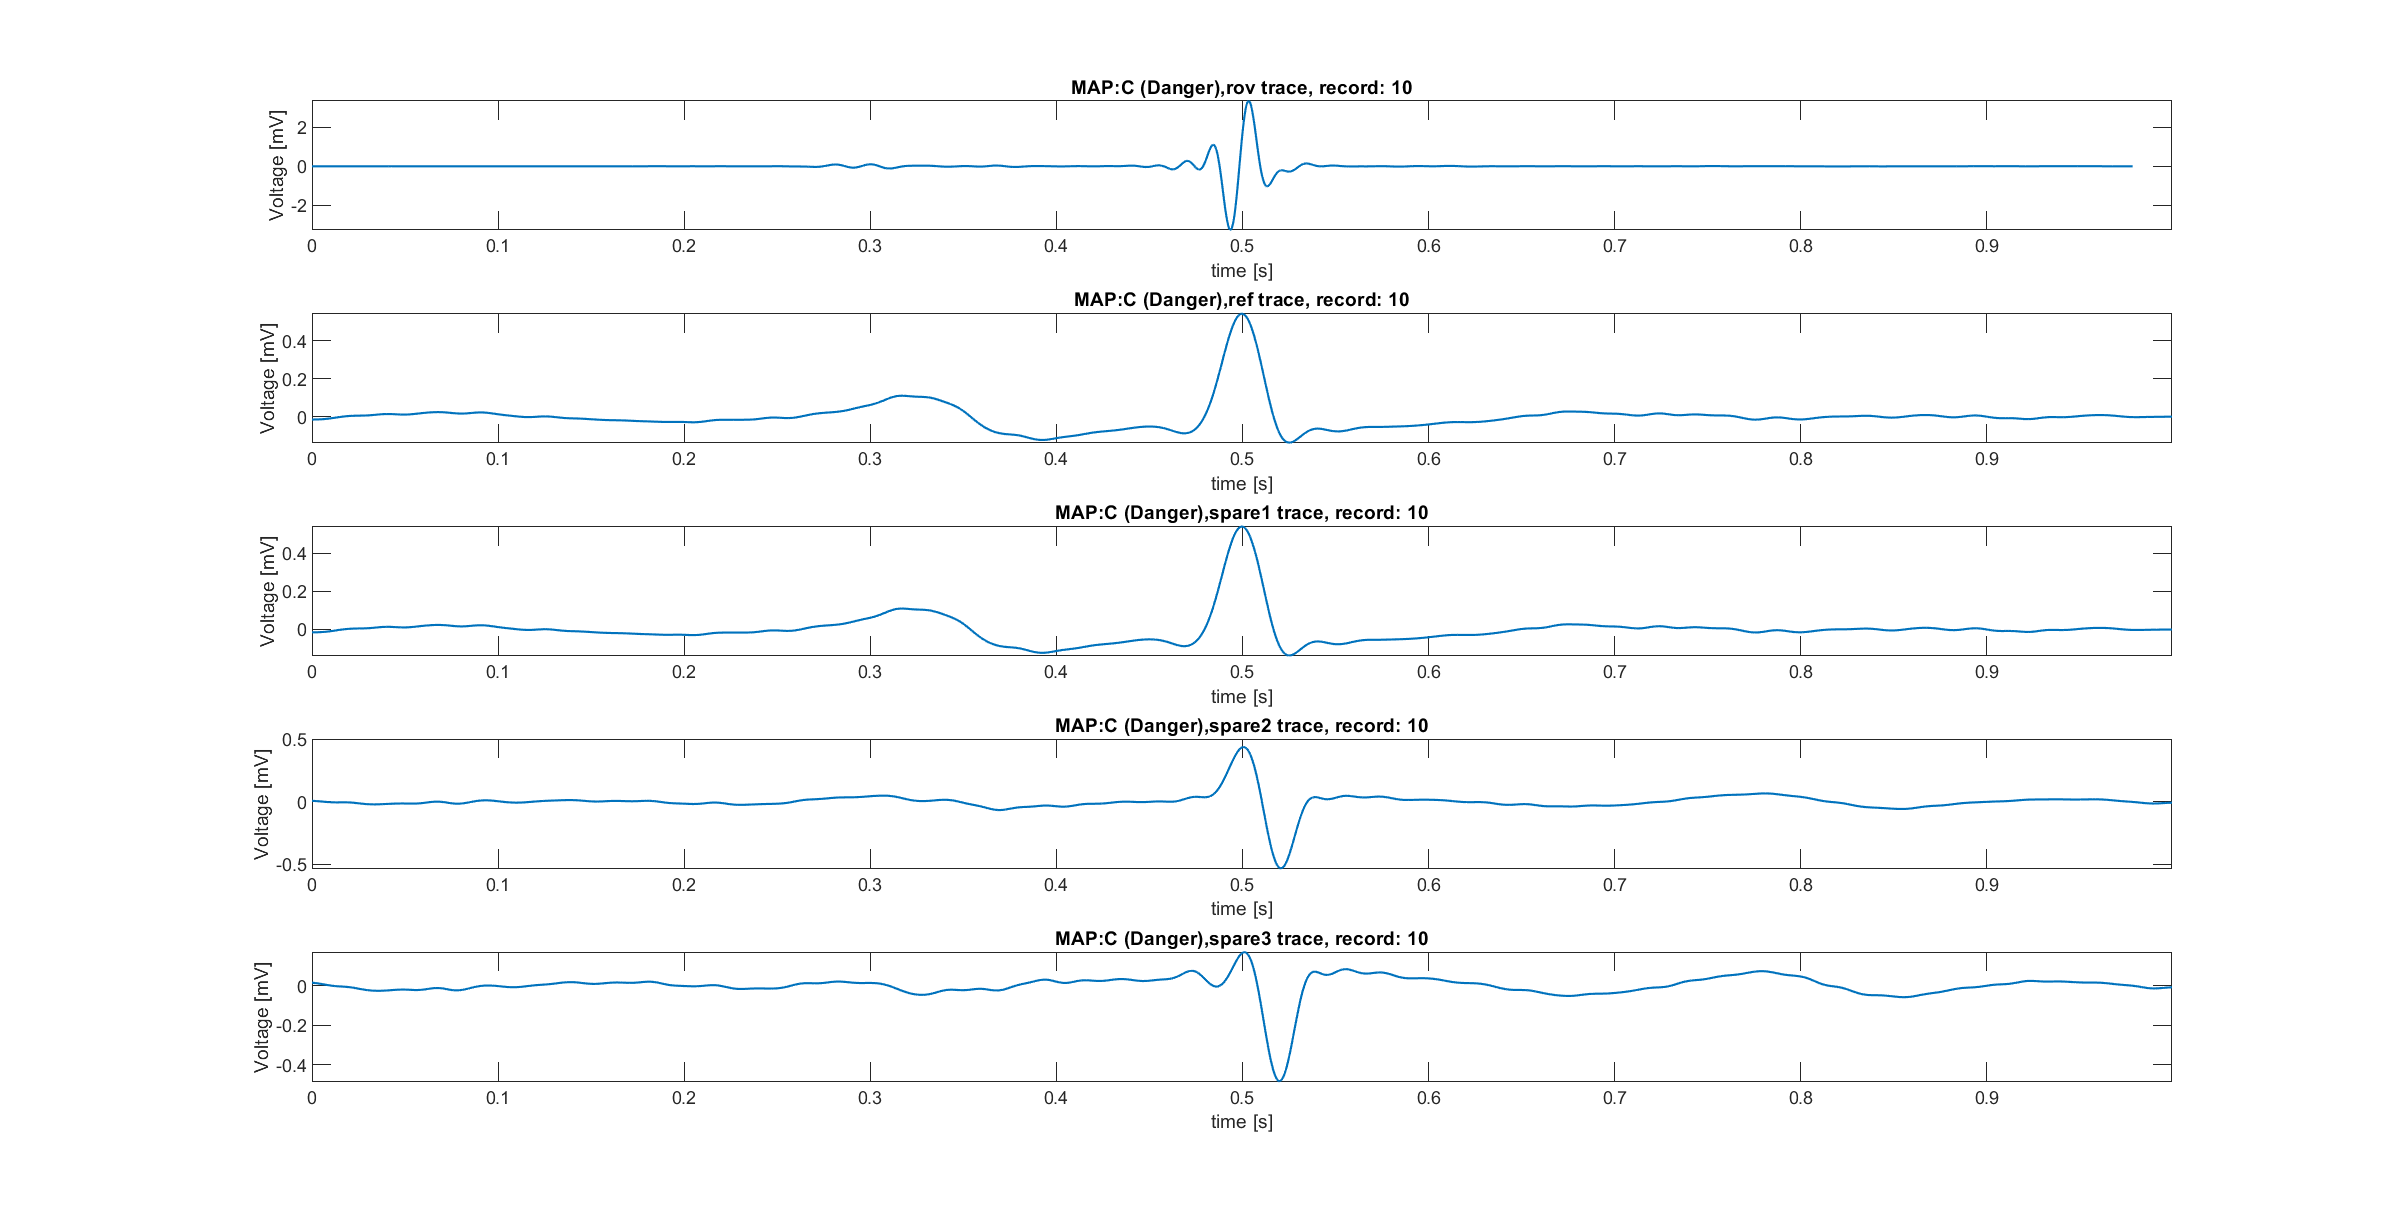 MAP:C (Danger),rov trace, record: 10
Voltage [mV]
2
0
-2
0 0.1 0.2 0.3 0.4 0.5 0.6 0.7 0.8 0.9
time [s]
MAP:C (Danger),ref trace, record: 10
Voltage [mV]
0.4
0.2
0
0 0.1 0.2 0.3 0.4 0.5 0.6 0.7 0.8 0.9
time [s]
MAP:C (Danger),spare1 trace, record: 10
Voltage [mV]
0.4
0.2
0
0 0.1 0.2 0.3 0.4 0.5 0.6 0.7 0.8 0.9
time [s]
MAP:C (Danger),spare2 trace, record: 10
Voltage [mV]
0.5
0
-0.5
0 0.1 0.2 0.3 0.4 0.5 0.6 0.7 0.8 0.9
time [s]
MAP:C (Danger),spare3 trace, record: 10
Voltage [mV]
0
-0.2
-0.4
0 0.1 0.2 0.3 0.4 0.5 0.6 0.7 0.8 0.9
time [s]